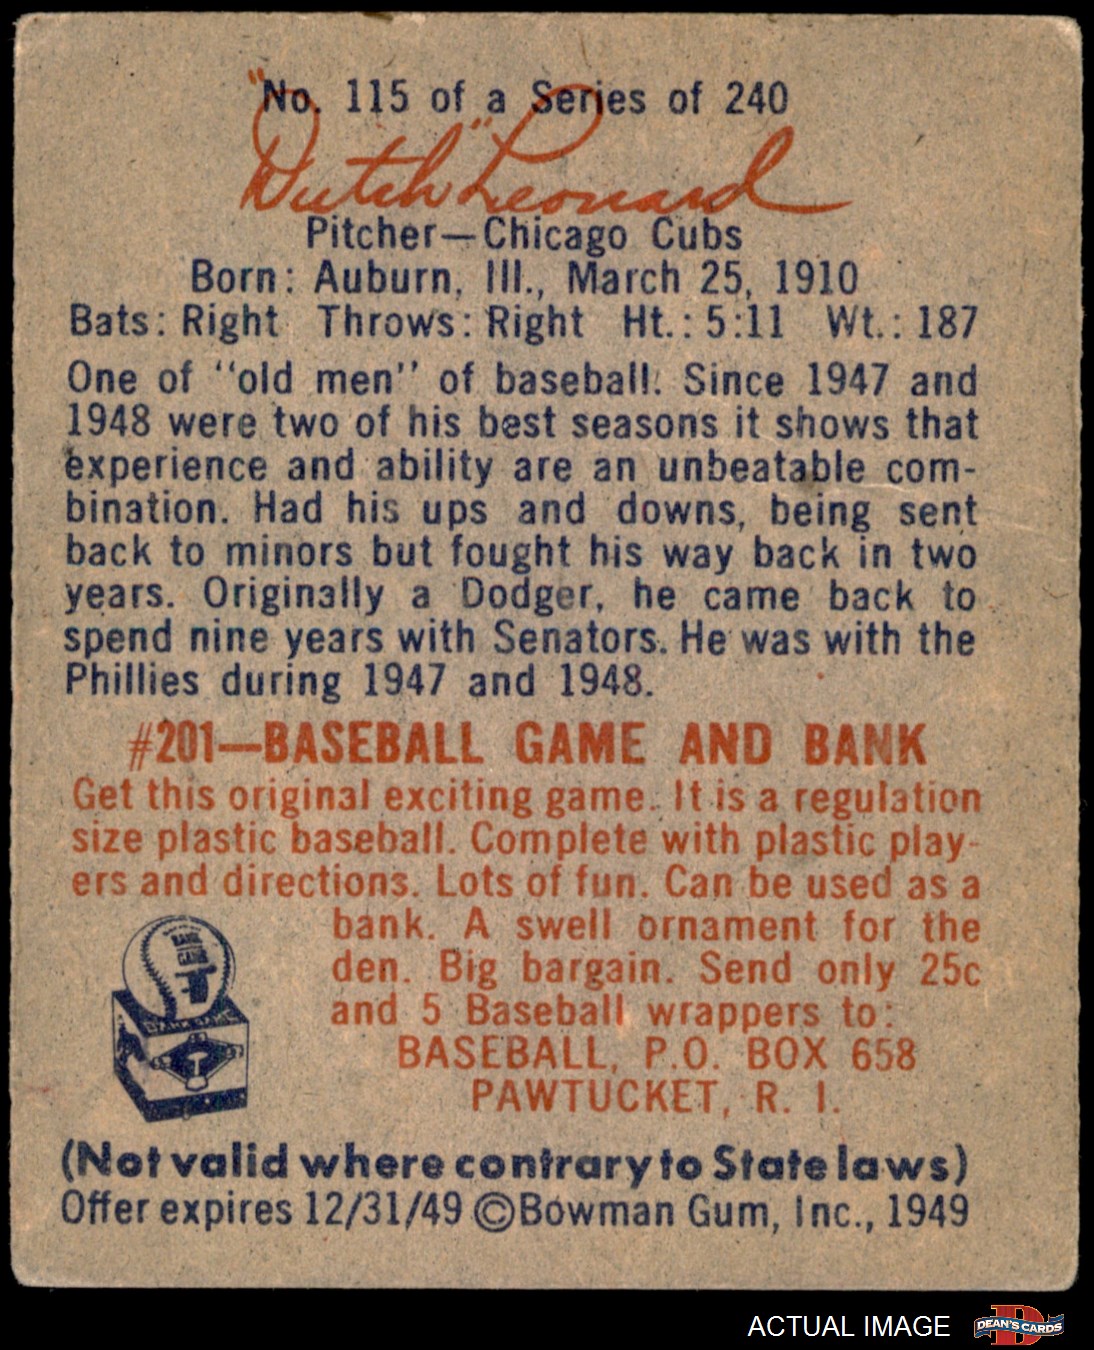 No. 115 of a Series of 240
"Dutch" Leonard
Pitcher—Chicago Cubs
Born: Auburn, Ill., March 25, 1910
Bats: Right Throws: Right Ht.: 5:11 Wt.: 187
One of "old men" of baseball. Since 1947 and
1948 were two of his best seasons it shows that
experience and ability are an unbeatable com-
bination. Had his ups and downs, being sent
back to minors but fought his way back in two
years. Originally a Dodger, he came back to
spend nine years with Senators. He was with the
Phillies during 1947 and 1948.
#201—BASEBALL GAME AND BANK
Get this original exciting game. It is a regulation
size plastic baseball. Complete with plastic play-
ers and directions. Lots of fun. Can be used as a
bank. A swell ornament for the
den. Big bargain. Send only 25c
and 5 Baseball wrappers to:
BASEBALL, P.O. BOX 658
PAWTUCKET, R. I.
BANK
GAME
(Not valid where contrary to State laws)
Offer expires 12/31/49 ©Bowman Gum, Inc., 1949
ACTUAL IMAGE
D
DEAN'S CARDS